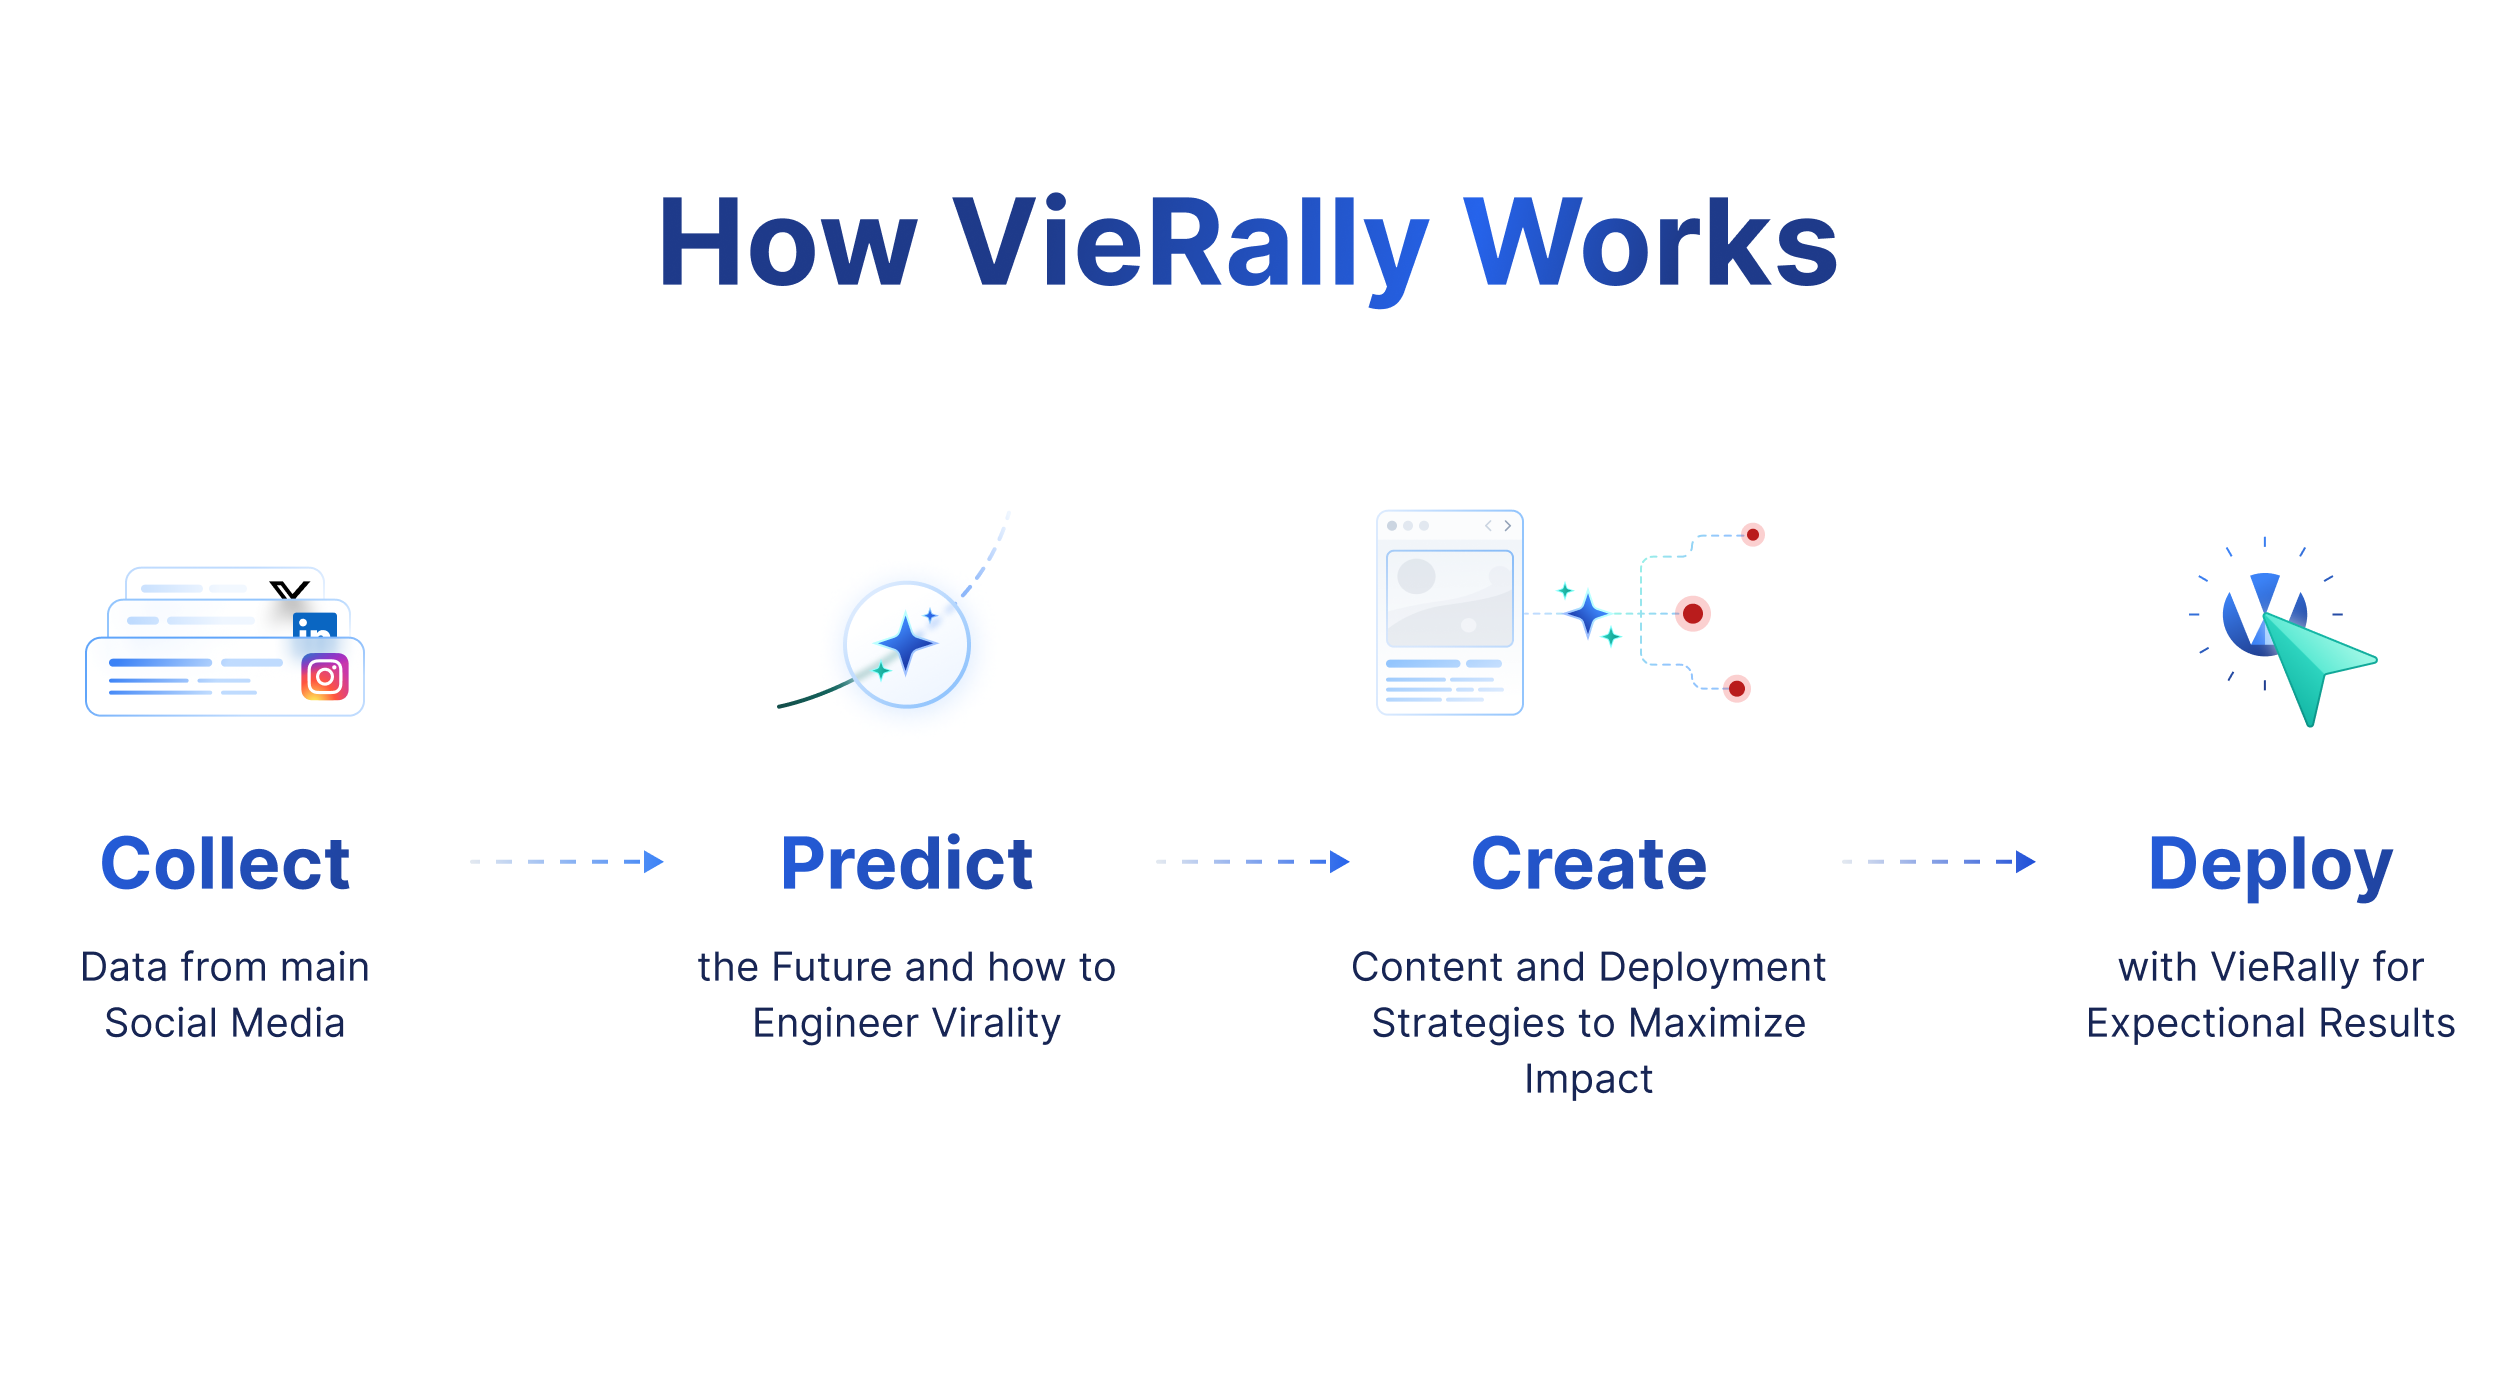 How VieRally Works
Collect
Data from main
Social Media
Predict
the Future and how to
Engineer Virality
Create
Content and Deployment
Strategies to Maximize
Impact
Deploy
with VieRally for
Exceptional Results